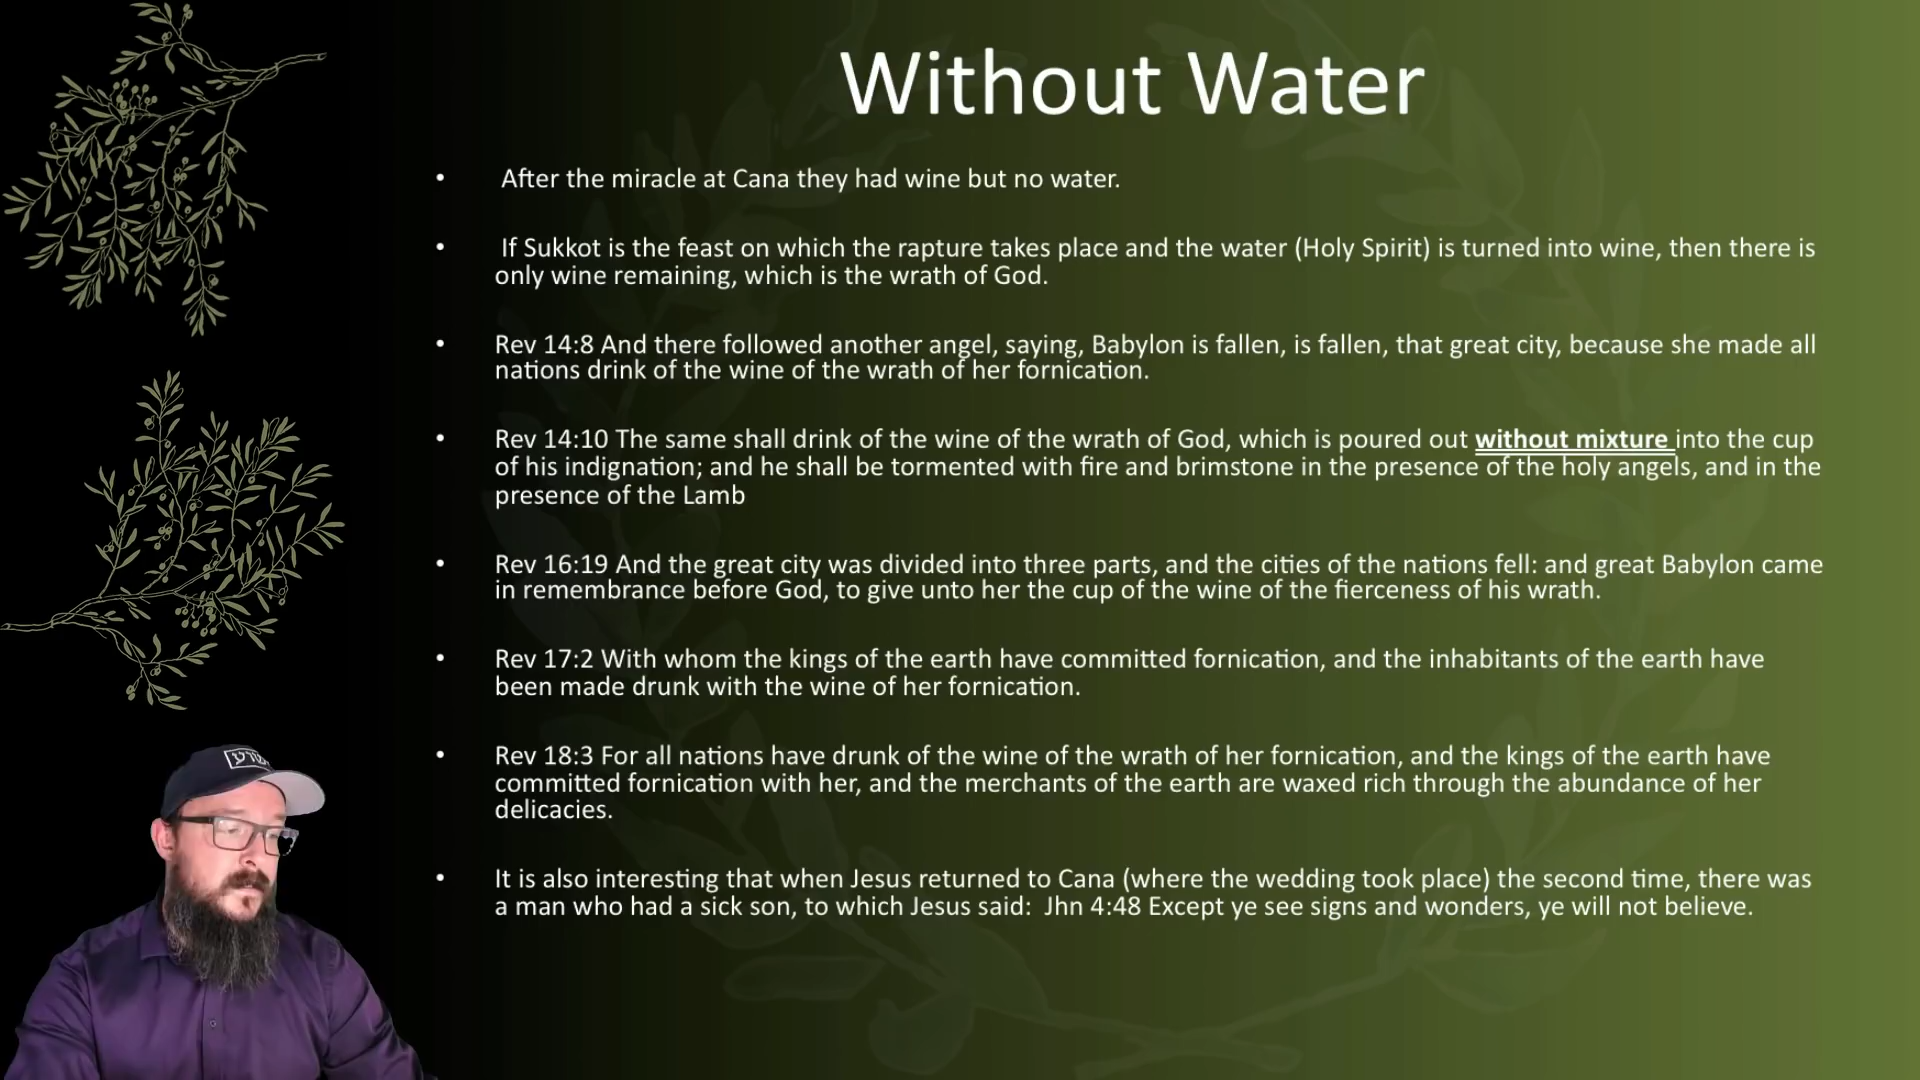 Without Water
• After the miracle at Cana they had wine but no water.
• If Sukkot is the feast on which the rapture takes place and the water (Holy Spirit) is turned into wine, then there is
only wine remaining, which is the wrath of God.
• Rev 14:8 And there followed another angel, saying, Babylon is fallen, is fallen, that great city, because she made all
nations drink of the wine of the wrath of her fornication.
• Rev 14:10 The same shall drink of the wine of the wrath of God, which is poured out without mixture into the cup
of his indignation; and he shall be tormented with fire and brimstone in the presence of the holy angels, and in the
presence of the Lamb
• Rev 16:19 And the great city was divided into three parts, and the cities of the nations fell: and great Babylon came
in remembrance before God, to give unto her the cup of the wine of the fierceness of his wrath.
• Rev 17:2 With whom the kings of the earth have committed fornication, and the inhabitants of the earth have
been made drunk with the wine of her fornication.
• Rev 18:3 For all nations have drunk of the wine of the wrath of her fornication, and the kings of the earth have
committed fornication with her, and the merchants of the earth are waxed rich through the abundance of her
delicacies.
• It is also interesting that when Jesus returned to Cana (where the wedding took place) the second time, there was
a man who had a sick son, to which Jesus said:  Jhn 4:48 Except ye see signs and wonders, ye will not believe.